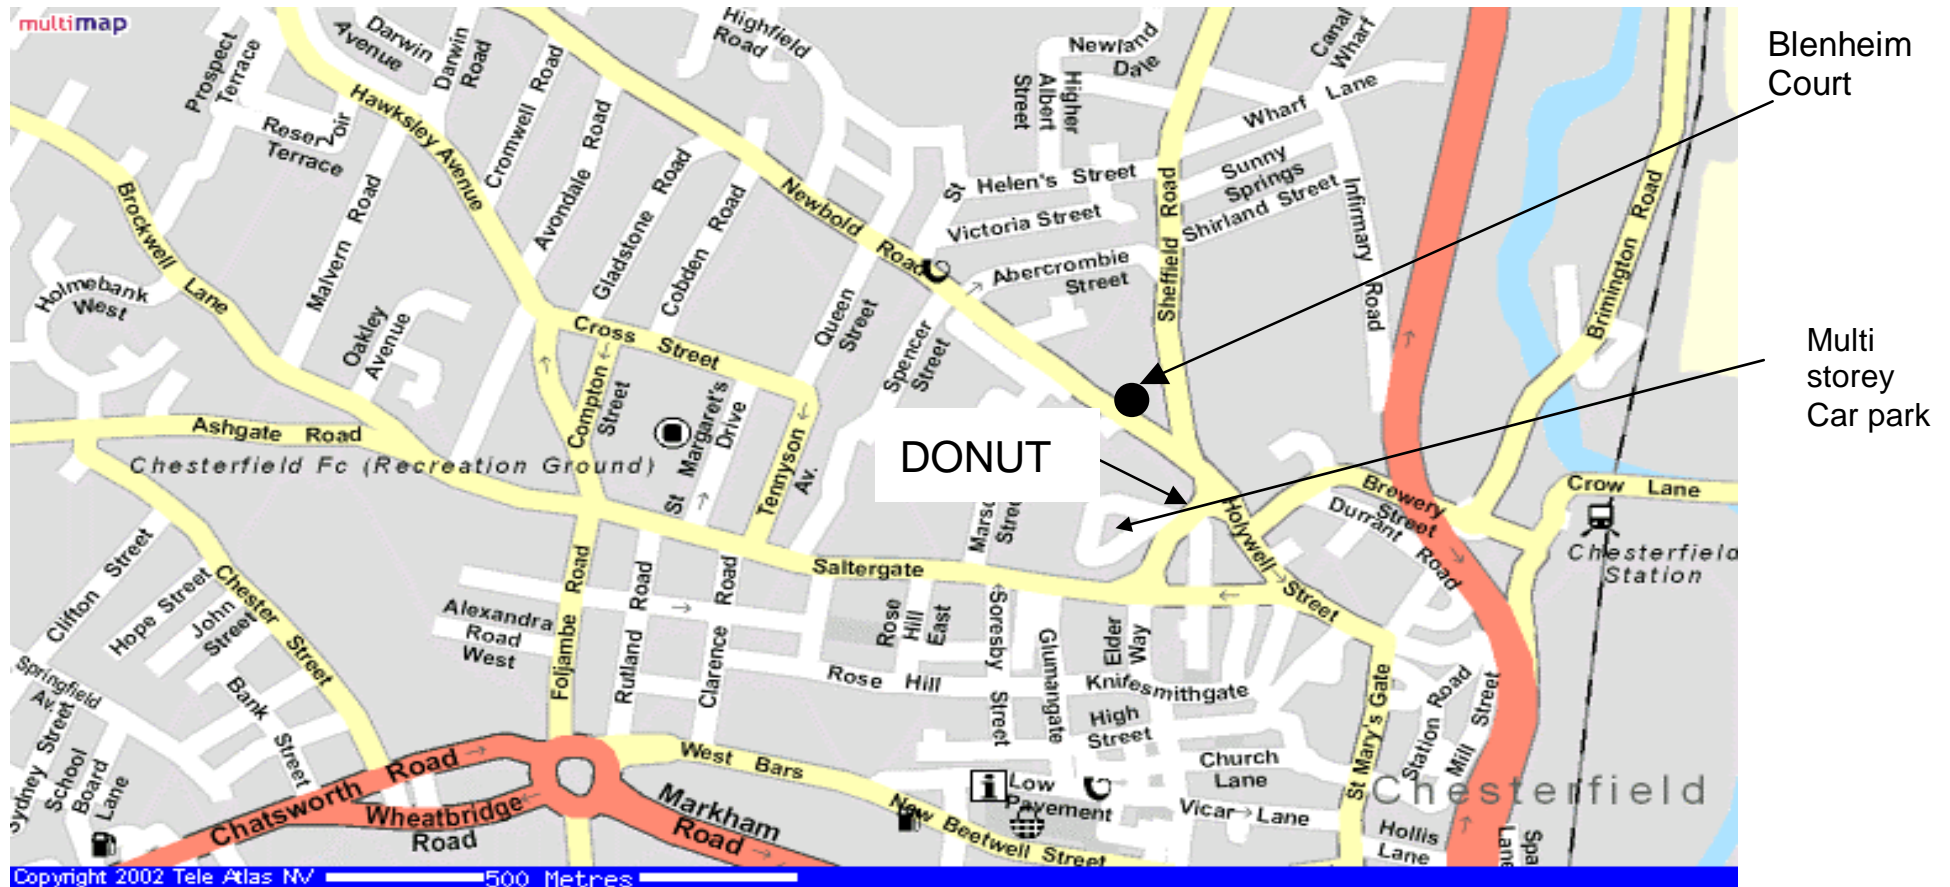 multimap
Blenheim
Court
Multi
storey
Car park
DONUT
Prospect
Terrace
Darwin
Avenue
Darwin
Road
Hawksley Avenue
Reservoir
Terrace
Cromwell Road
Avondale Road
Malvern Road
Brockwell Lane
Holmebank
West
Oakley
Avenue
Gladstone Road
Cobden Road
Highfield
Road
Newbold Road
Newland
Dale
Higher
Albert
Street
Canal
Wharf
Wharf Lane
St Helen's Street
Sunny
Springs
Victoria Street
Shirland Street
Abercrombie
Street
Sheffield Road
Infirmary Road
Brimington Road
Queen
Street
Spencer
Street
Cross Street
Compton
Street
St Margaret's
Drive
Tennyson
Av.
Ashgate Road
Chesterfield Fc (Recreation Ground)
Saltergate
Holywell Street
Brewery
Street
Durrant Road
Crow Lane
Chesterfield
Station
Clifton Street
Hope Street
John
Street
Chester Street
Springfield
Av.
Sydney Street
School
Board
Lane
Bank Street
Alexandra
Road
West
Foljambe Road
Rutland Road
Clarence Road
Rose
Hill
East
Rose Hill
Soresby Street
Glumangate
Elder
Way
Knifesmithgate
High
Street
Church
Lane
Low
Pavement
Vicar Lane
St Mary's Gate
Station Road
Mill Street
Chesterfield
Hollis
Lane
Spa
Lane
Chatsworth Road
Wheatbridge
Road
Markham
Road
West Bars
New Beetwell Street
Copyright 2002 Tele Atlas NV
500 Metres